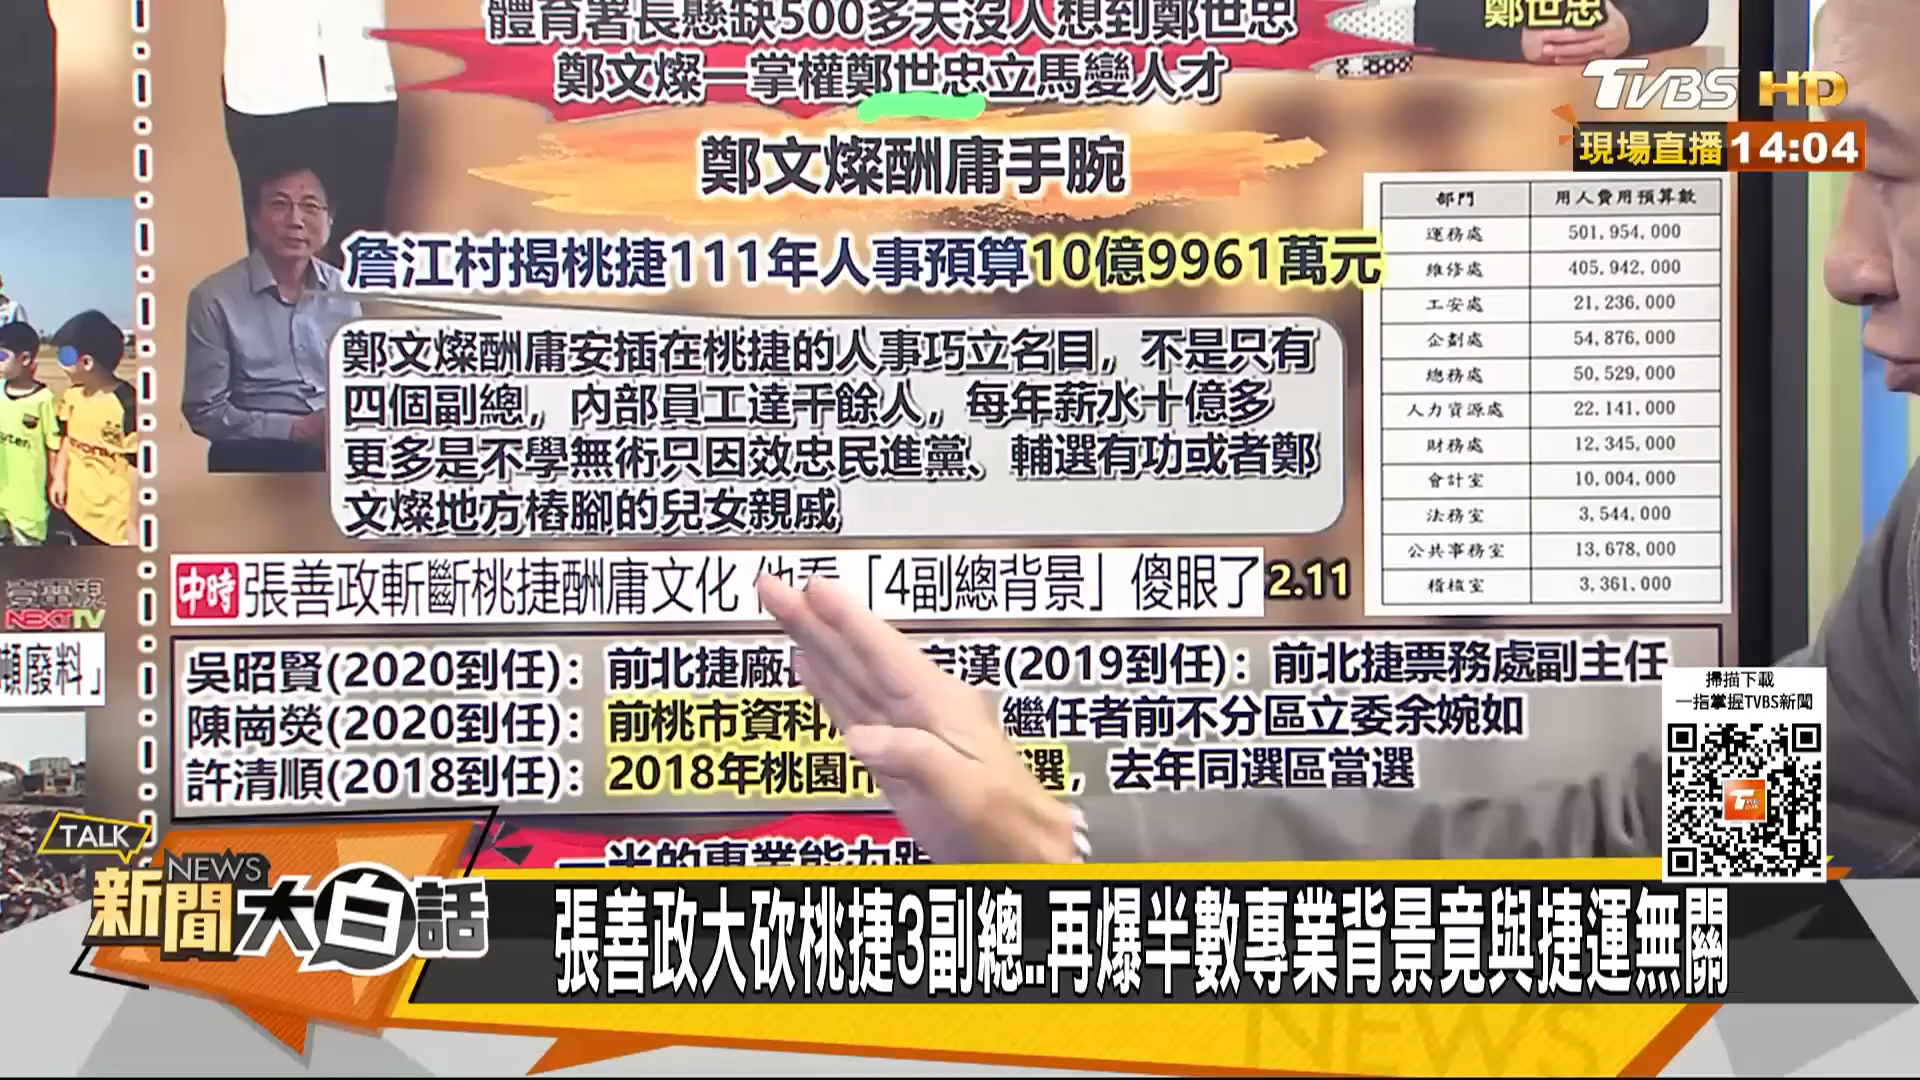 體育署長懸缺500多天沒人想到鄭世忠
鄭世忠
鄭文燦一掌權鄭世忠立馬變人才
TVBS HD
現場直播 14:04
鄭文燦酬庸手腕
詹江村揭桃捷111年人事預算10億9961萬元
鄭文燦酬庸安插在桃捷的人事巧立名目，不是只有
四個副總，內部員工達千餘人，每年薪水十億多
更多是不學無術只因效忠民進黨、輔選有功或者鄭
文燦地方樁腳的兒女親戚
部門 用人費用預算數
運務處 501,954,000
維修處 405,942,000
工安處 21,236,000
企劃處 54,876,000
總務處 50,529,000
人力資源處 22,141,000
財務處 12,345,000
會計室 10,004,000
法務室 3,544,000
公共事務室 13,678,000
稽核室 3,361,000
中時 張善政斬斷桃捷酬庸文化 他看「4副總背景」傻眼了 2.11
NEXTTV
廢料」
吳昭賢(2020到任)：前北捷廠 漢(2019到任)：前北捷票務處副主任
陳崗熒(2020到任)：前桃市資科 繼任者前不分區立委余婉如
許清順(2018到任)：2018年桃園市 選，去年同選區當選
掃描下載
一指掌握TVBS新聞
TALK
NEWS
新聞大白話
張善政大砍桃捷3副總..再爆半數專業背景竟與捷運無關
NEWS